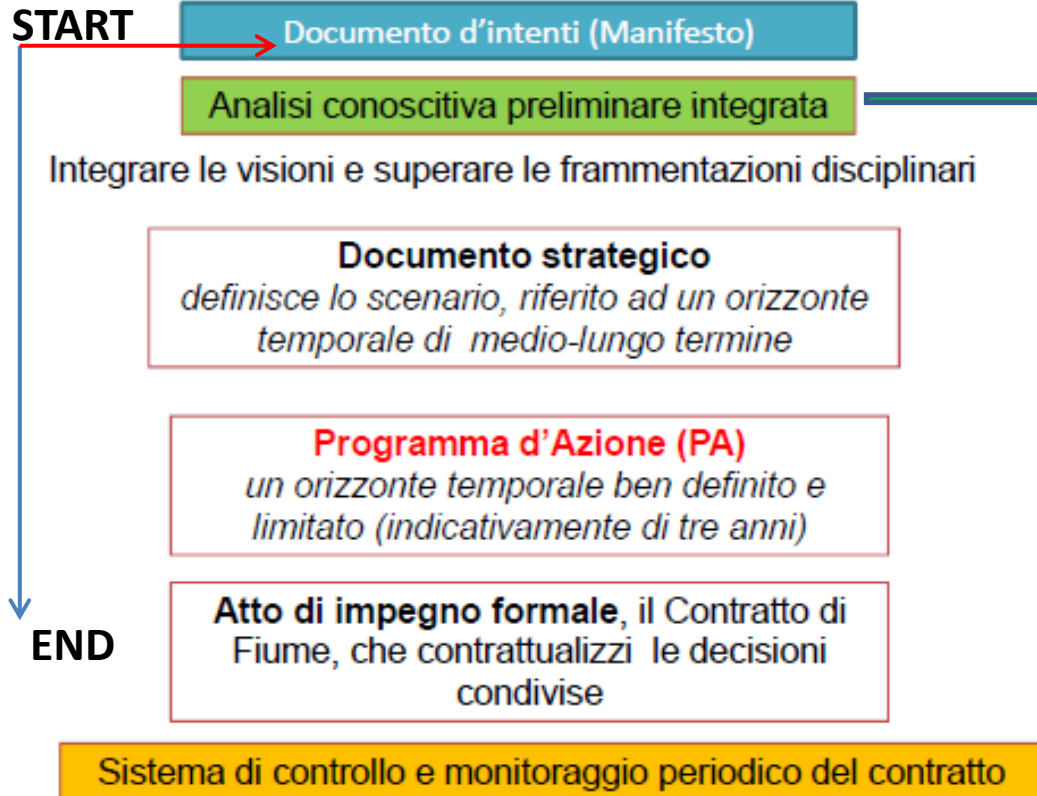 START
Documento d'intenti (Manifesto)
Analisi conoscitiva preliminare integrata
Integrare le visioni e superare le frammentazioni disciplinari
Documento strategico
definisce lo scenario, riferito ad un orizzonte
temporale di medio-lungo termine
Programma d'Azione (PA)
un orizzonte temporale ben definito e
limitato (indicativamente di tre anni)
Atto di impegno formale, il Contratto di
Fiume, che contrattualizzi le decisioni
condivise
END
Sistema di controllo e monitoraggio periodico del contratto